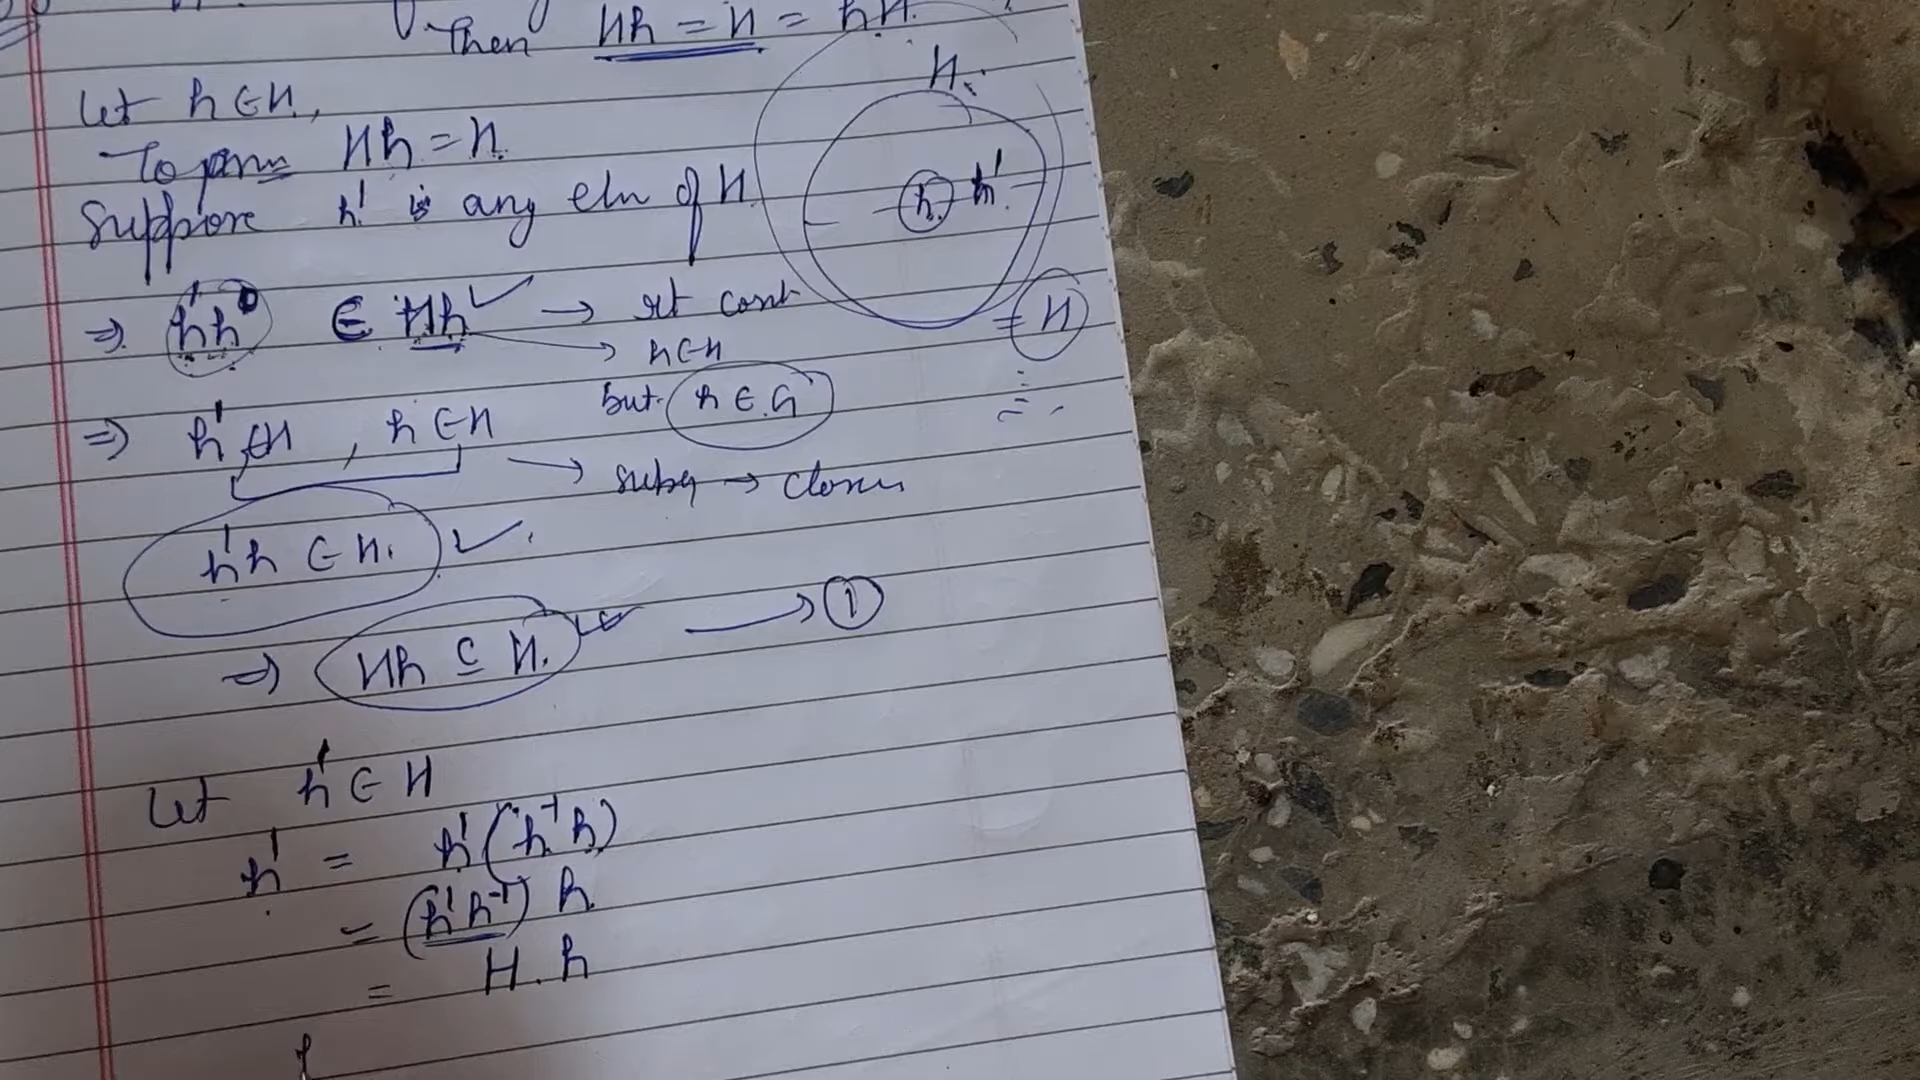 Then Hh = H = hH.
Let h ∈ H,
To prove Hh = H.
Suppose h' is any elm of H
H.
h. h'.
⇒ h'h ∈ Hh ✓ → rt coset
= H
→ h ∈ H
but h ∈ G
⇒ h' ∈ H , h ∈ H
→ subg → closure
h'h ∈ H. ✓.
⇒ Hh ⊆ H. → ①
Let h' ∈ H
h' = h'(h⁻¹h)
= (h'h⁻¹) h
= H.h